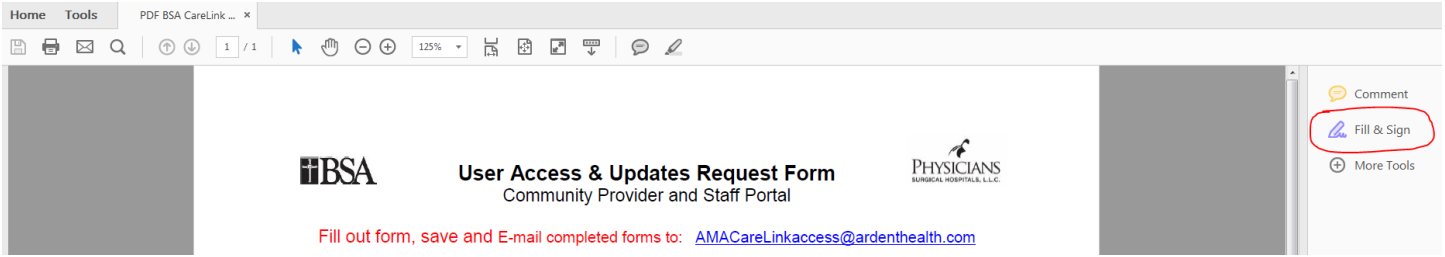 Home Tools PDF BSA CareLink ... ×
1 / 1 125%
Comment
Fill & Sign
More Tools
BSA
User Access & Updates Request Form
PHYSICIANS
SURGICAL HOSPITALS, L.L.C.
Community Provider and Staff Portal
Fill out form, save and E-mail completed forms to: AMACareLinkaccess@ardenthealth.com